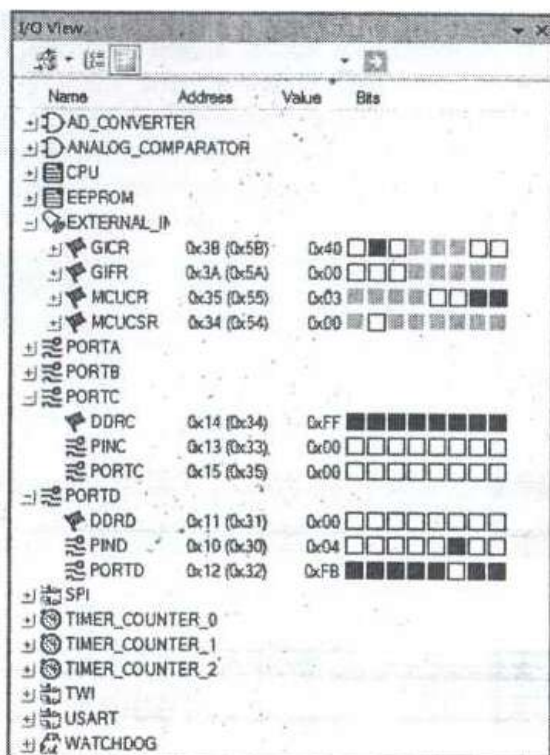 I/O View
Name Address Value Bits
AD_CONVERTER
ANALOG_COMPARATOR
CPU
EEPROM
EXTERNAL_IN
GICR 0x3B (0x5B) 0x40
GIFR 0x3A (0x5A) 0x00
MCUCR 0x35 (0x55) 0x03
MCUCSR 0x34 (0x54) 0x00
PORTA
PORTB
PORTC
DDRC 0x14 (0x34) 0xFF
PINC 0x13 (0x33) 0x00
PORTC 0x15 (0x35) 0x00
PORTD
DDRD 0x11 (0x31) 0x00
PIND 0x10 (0x30) 0x04
PORTD 0x12 (0x32) 0xFB
SPI
TIMER_COUNTER_0
TIMER_COUNTER_1
TIMER_COUNTER_2
TWI
USART
WATCHDOG